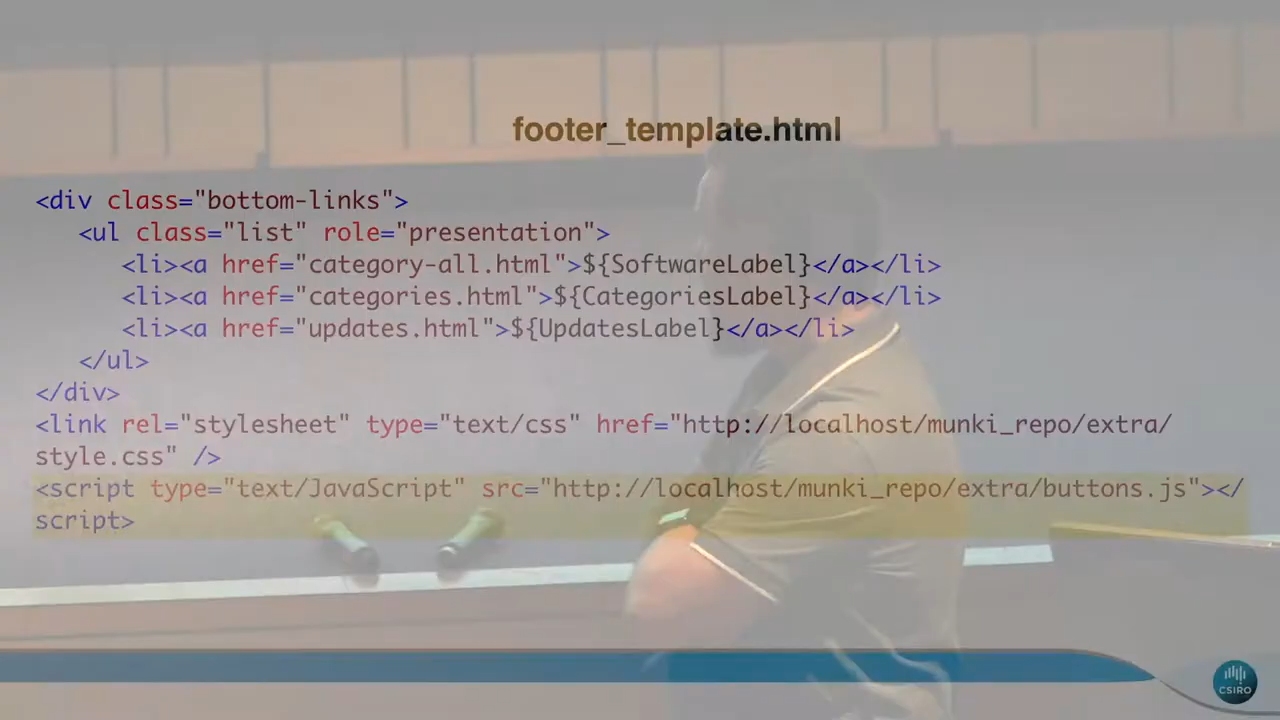 footer_template.html
<div class="bottom-links">
<ul class="list" role="presentation">
<li><a href="category-all.html">${SoftwareLabel}</a></li>
<li><a href="categories.html">${CategoriesLabel}</a></li>
<li><a href="updates.html">${UpdatesLabel}</a></li>
</ul>
</div>
<link rel="stylesheet" type="text/css" href="http://localhost/munki_repo/extra/
style.css" />
<script type="text/JavaScript" src="http://localhost/munki_repo/extra/buttons.js"></
script>
CSIRO